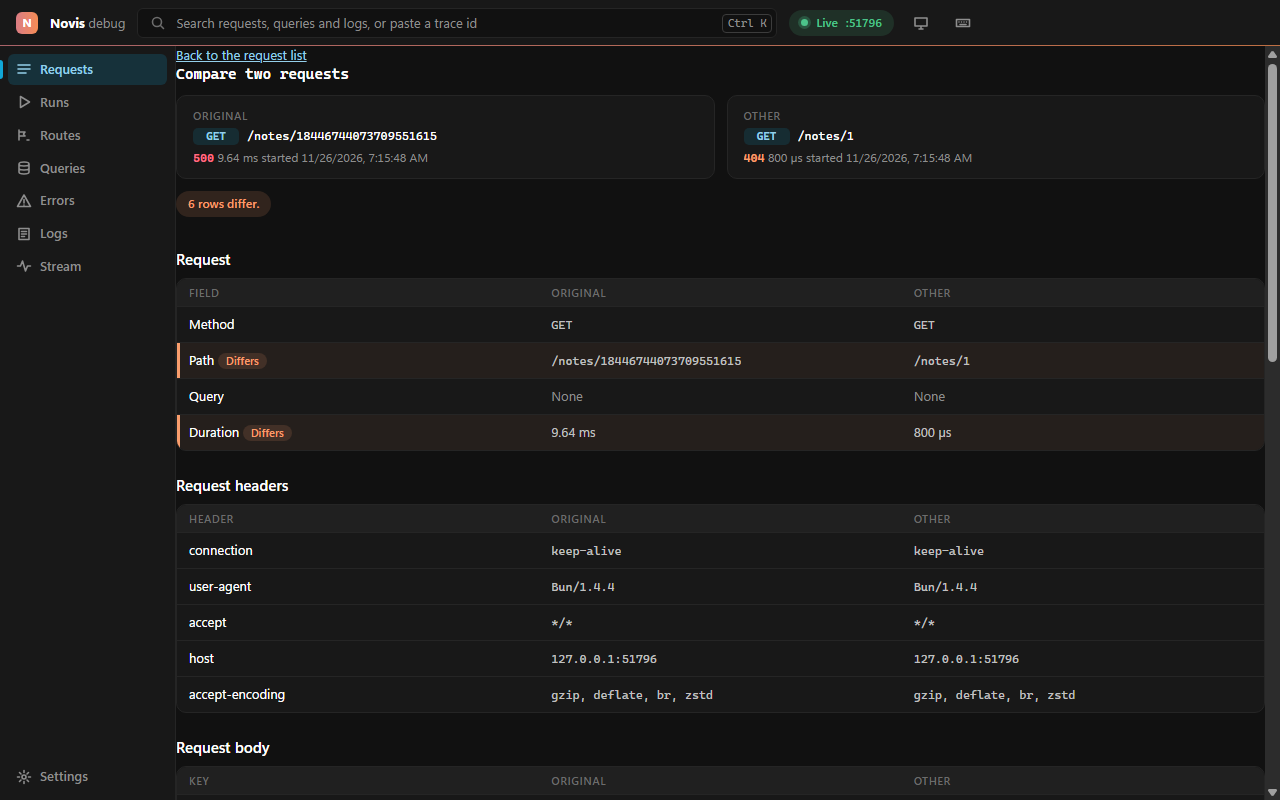 N Novis debug Search requests, queries and logs, or paste a trace id Ctrl K Live :51796
Requests
Runs
Routes
Queries
Errors
Logs
Stream
Settings
Back to the request list
Compare two requests
ORIGINAL
GET /notes/18446744073709551615
500 9.64 ms started 11/26/2026, 7:15:48 AM
OTHER
GET /notes/1
404 800 µs started 11/26/2026, 7:15:48 AM
6 rows differ.
Request
FIELD ORIGINAL OTHER
Method GET GET
Path Differs /notes/18446744073709551615 /notes/1
Query None None
Duration Differs 9.64 ms 800 µs
Request headers
HEADER ORIGINAL OTHER
connection keep-alive keep-alive
user-agent Bun/1.4.4 Bun/1.4.4
accept */* */*
host 127.0.0.1:51796 127.0.0.1:51796
accept-encoding gzip, deflate, br, zstd gzip, deflate, br, zstd
Request body
KEY ORIGINAL OTHER